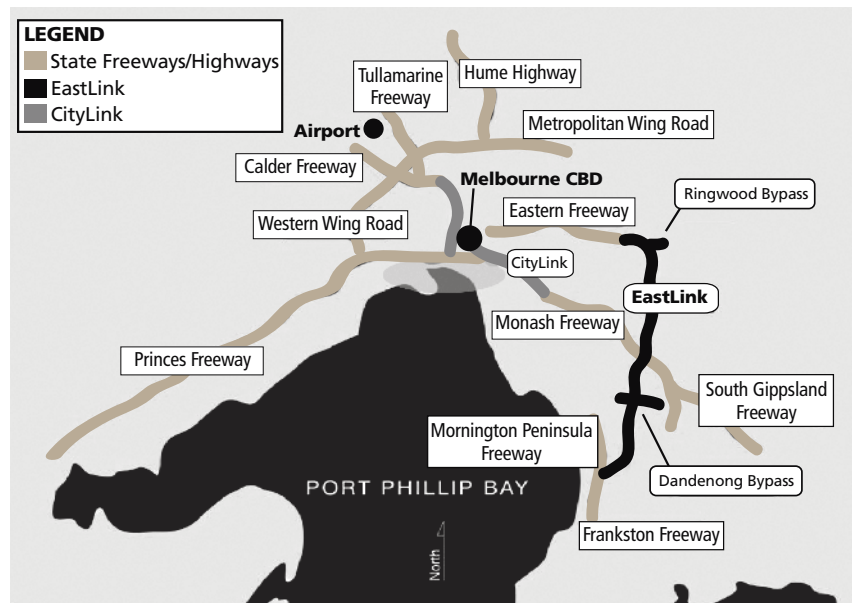 LEGEND
State Freeways/Highways
EastLink
CityLink
Tullamarine
Freeway
Hume Highway
Airport
Metropolitan Wing Road
Calder Freeway
Melbourne CBD
Ringwood Bypass
Eastern Freeway
Western Wing Road
CityLink
EastLink
Monash Freeway
Princes Freeway
South Gippsland
Freeway
Mornington Peninsula
Freeway
Dandenong Bypass
PORT PHILLIP BAY
Frankston Freeway
North